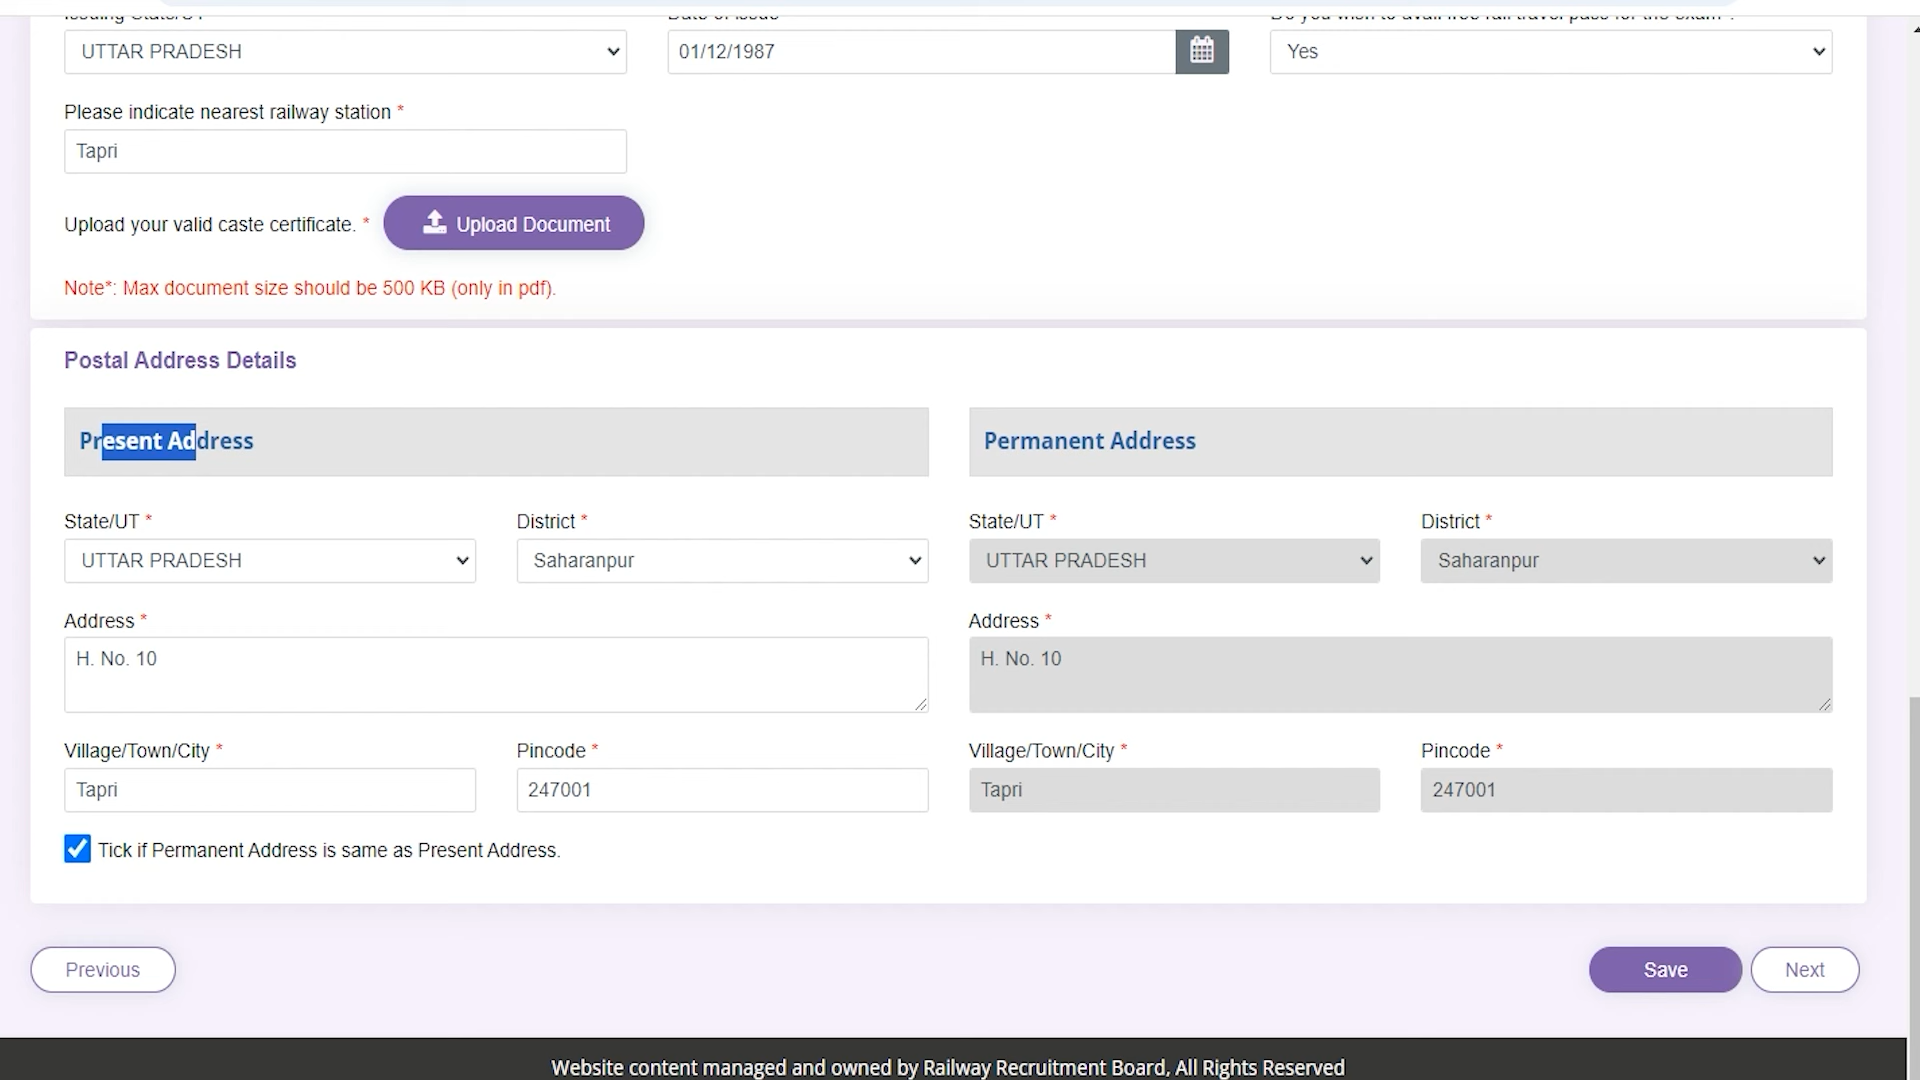 UTTAR PRADESH
01/12/1987
Yes
Please indicate nearest railway station *
Tapri
Upload your valid caste certificate. *
Upload Document
Note*: Max document size should be 500 KB (only in pdf).
Postal Address Details
Present Address
Permanent Address
State/UT *
District *
State/UT *
District *
UTTAR PRADESH
Saharanpur
UTTAR PRADESH
Saharanpur
Address *
Address *
H. No. 10
H. No. 10
Village/Town/City *
Pincode *
Village/Town/City *
Pincode *
Tapri
247001
Tapri
247001
Tick if Permanent Address is same as Present Address.
Previous
Save
Next
Website content managed and owned by Railway Recruitment Board, All Rights Reserved